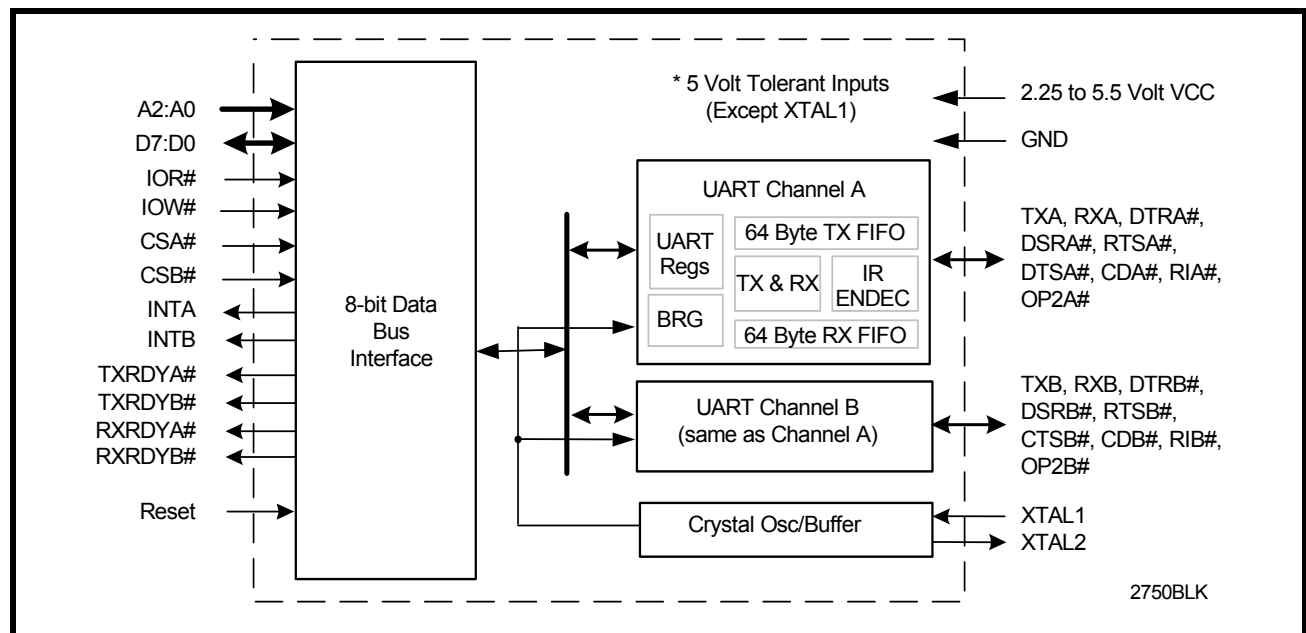 A2:A0
D7:D0
IOR#
IOW#
CSA#
CSB#
INTA
INTB
TXRDYA#
TXRDYB#
RXRDYA#
RXRDYB#
Reset
8-bit Data
Bus
Interface
* 5 Volt Tolerant Inputs
(Except XTAL1)
UART Channel A
UART
Regs
BRG
64 Byte TX FIFO
TX & RX
IR
ENDEC
64 Byte RX FIFO
UART Channel B
(same as Channel A)
Crystal Osc/Buffer
2.25 to 5.5 Volt VCC
GND
TXA, RXA, DTRA#,
DSRA#, RTSA#,
DTSA#, CDA#, RIA#,
OP2A#
TXB, RXB, DTRB#,
DSRB#, RTSB#,
CTSB#, CDB#, RIB#,
OP2B#
XTAL1
XTAL2
2750BLK